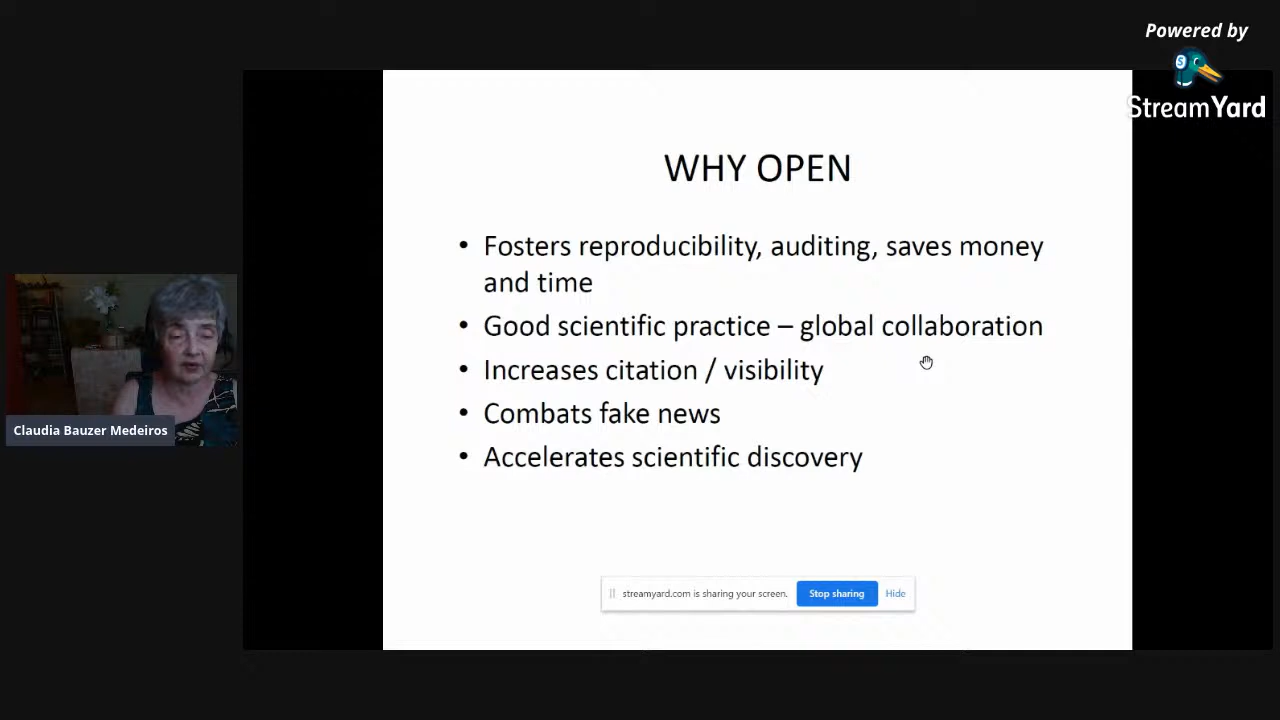 Powered by
StreamYard
WHY OPEN
• Fosters reproducibility, auditing, saves money
and time
• Good scientific practice – global collaboration
• Increases citation / visibility
• Combats fake news
• Accelerates scientific discovery
Claudia Bauzer Medeiros
streamyard.com is sharing your screen. Stop sharing Hide